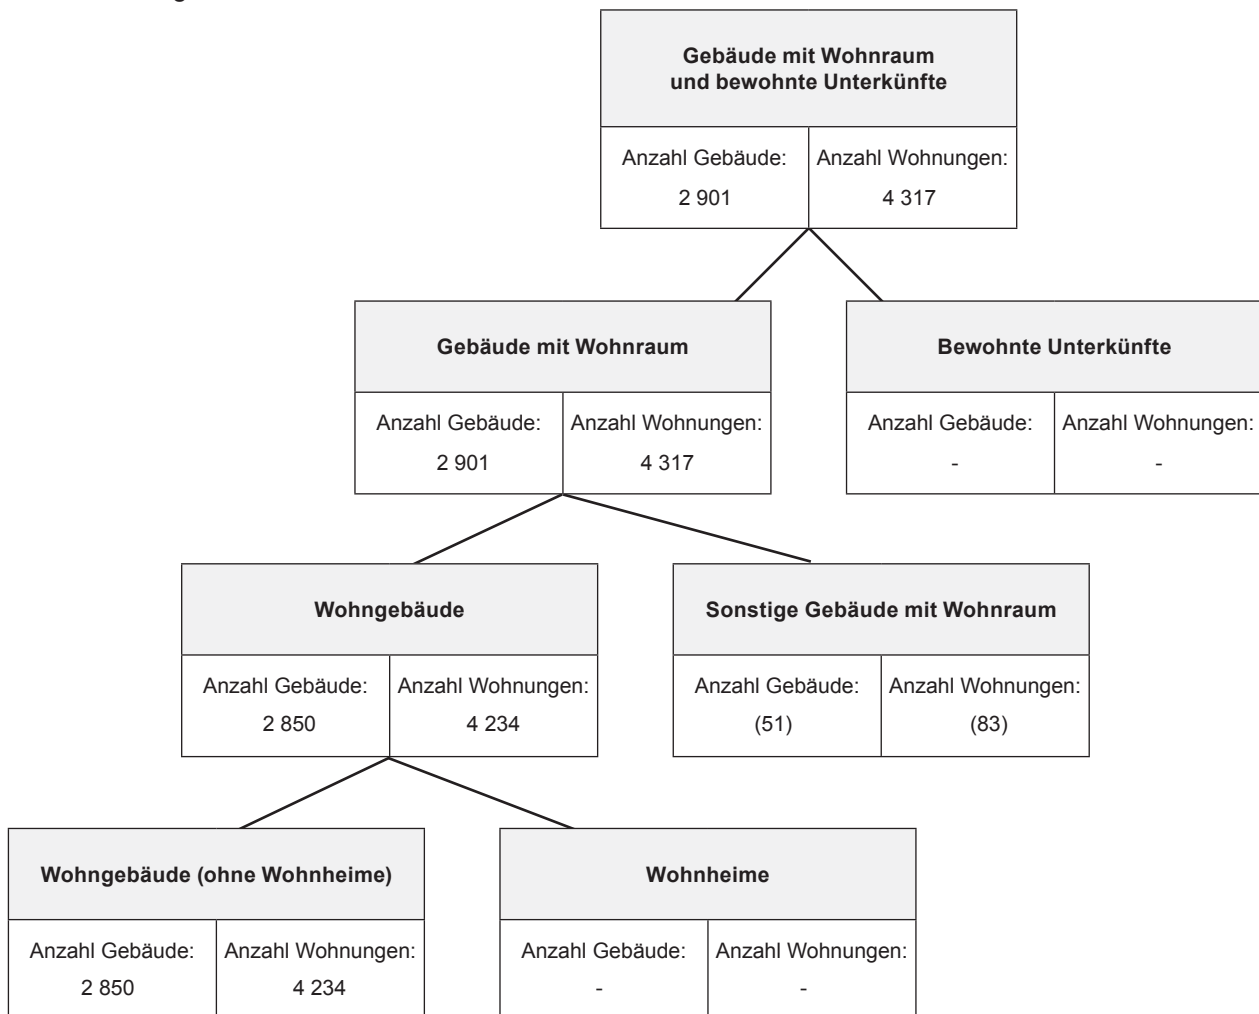 Gebäude mit Wohnraum
und bewohnte Unterkünfte
Anzahl Gebäude: Anzahl Wohnungen:
2 901 4 317
Gebäude mit Wohnraum
Anzahl Gebäude: Anzahl Wohnungen:
2 901 4 317
Bewohnte Unterkünfte
Anzahl Gebäude: Anzahl Wohnungen:
- -
Wohngebäude
Anzahl Gebäude: Anzahl Wohnungen:
2 850 4 234
Sonstige Gebäude mit Wohnraum
Anzahl Gebäude: Anzahl Wohnungen:
(51) (83)
Wohngebäude (ohne Wohnheime)
Anzahl Gebäude: Anzahl Wohnungen:
2 850 4 234
Wohnheime
Anzahl Gebäude: Anzahl Wohnungen:
- -